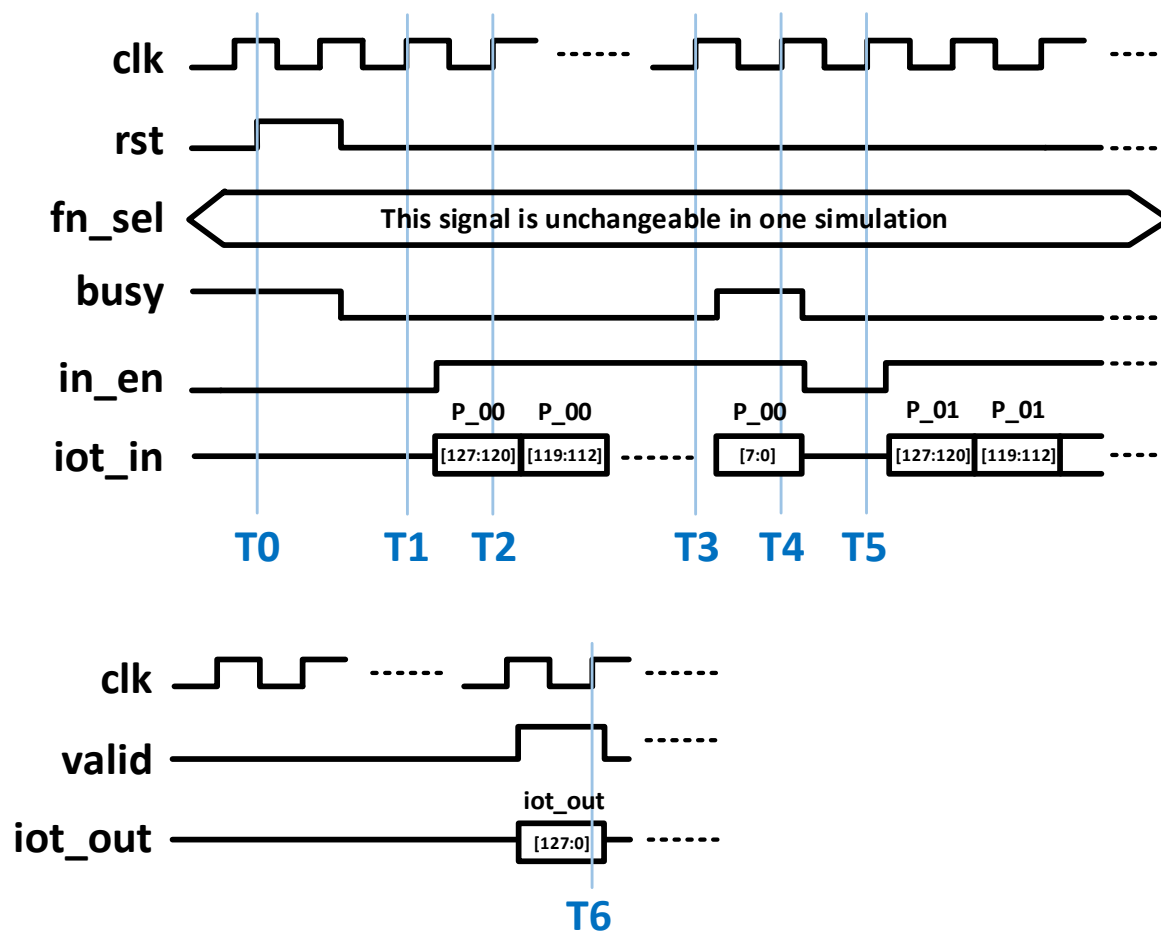 clk
rst
fn_sel
This signal is unchangeable in one simulation
busy
in_en
P_00 P_00 P_00 P_01 P_01
iot_in
[127:120] [119:112] [7:0] [127:120] [119:112]
T0 T1 T2 T3 T4 T5
clk
valid
iot_out
iot_out
[127:0]
T6